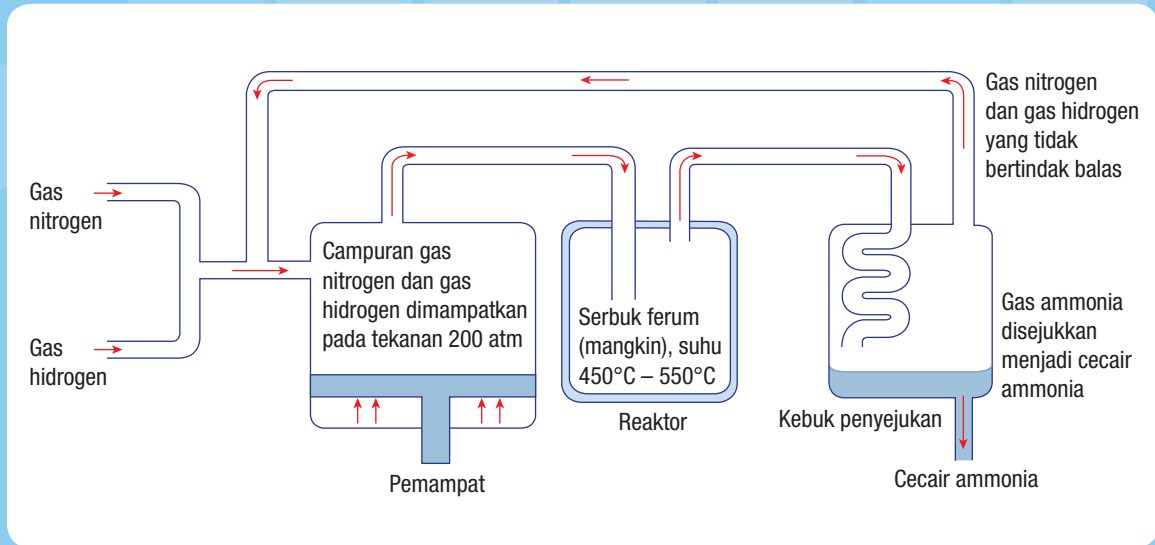 Gas
nitrogen
Gas
hidrogen
Campuran gas
nitrogen dan gas
hidrogen dimampatkan
pada tekanan 200 atm
Pemampat
Serbuk ferum
(mangkin), suhu
450°C – 550°C
Reaktor
Gas nitrogen
dan gas hidrogen
yang tidak
bertindak balas
Gas ammonia
disejukkan
menjadi cecair
ammonia
Kebuk penyejukan
Cecair ammonia